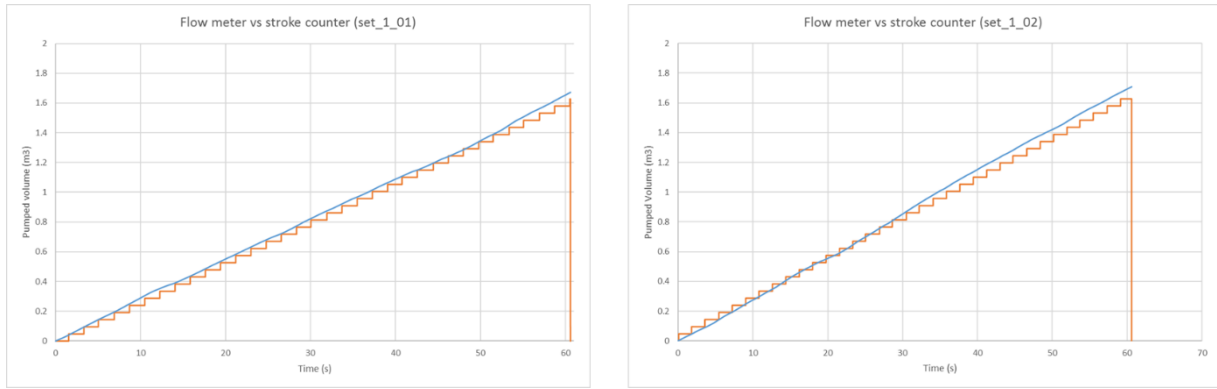 Flow meter vs stroke counter (set_1_01)
2
1.8
1.6
1.4
1.2
1
0.8
0.6
0.4
0.2
0
Pumped volume (m3)
0 10 20 30 40 50 60
Time (s)
Flow meter vs stroke counter (set_1_02)
2
1.8
1.6
1.4
1.2
1
0.8
0.6
0.4
0.2
0
Pumped Volume (m3)
0 10 20 30 40 50 60 70
Time (s)